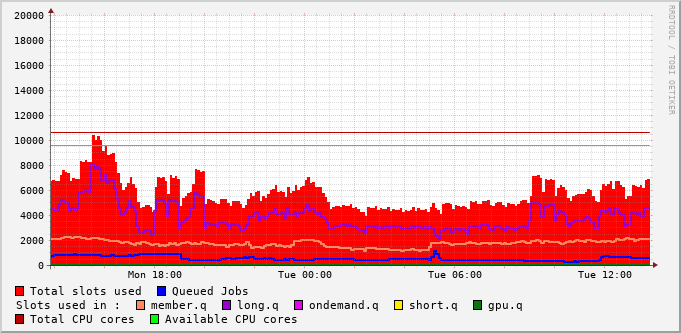 20000
18000
16000
14000
12000
10000
8000
6000
4000
2000
0
Mon 18:00 Tue 00:00 Tue 06:00 Tue 12:00
RRDTOOL / TOBI OETIKER
Total slots used Queued Jobs
Slots used in : member.q long.q ondemand.q short.q gpu.q
Total CPU cores Available CPU cores